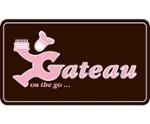 Gateau
on the go ...